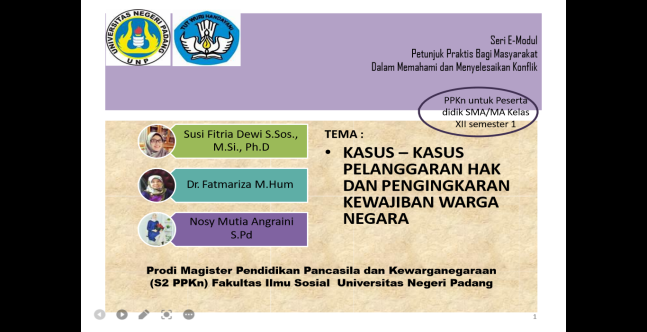 UNIVERSITAS NEGERI PADANG
UNP
TUT WURI HANDAYANI
Seri E-Modul
Petunjuk Praktis Bagi Masyarakat
Dalam Memahami dan Menyelesaikan Konflik
PPKn untuk Peserta
didik SMA/MA Kelas
XII semester 1
Susi Fitria Dewi S.Sos.,
M.Si., Ph.D
Dr. Fatmariza M.Hum
Nosy Mutia Angraini
S.Pd
TEMA :
• KASUS – KASUS
PELANGGARAN HAK
DAN PENGINGKARAN
KEWAJIBAN WARGA
NEGARA
Prodi Magister Pendidikan Pancasila dan Kewarganegaraan
(S2 PPKn) Fakultas Ilmu Sosial Universitas Negeri Padang
1